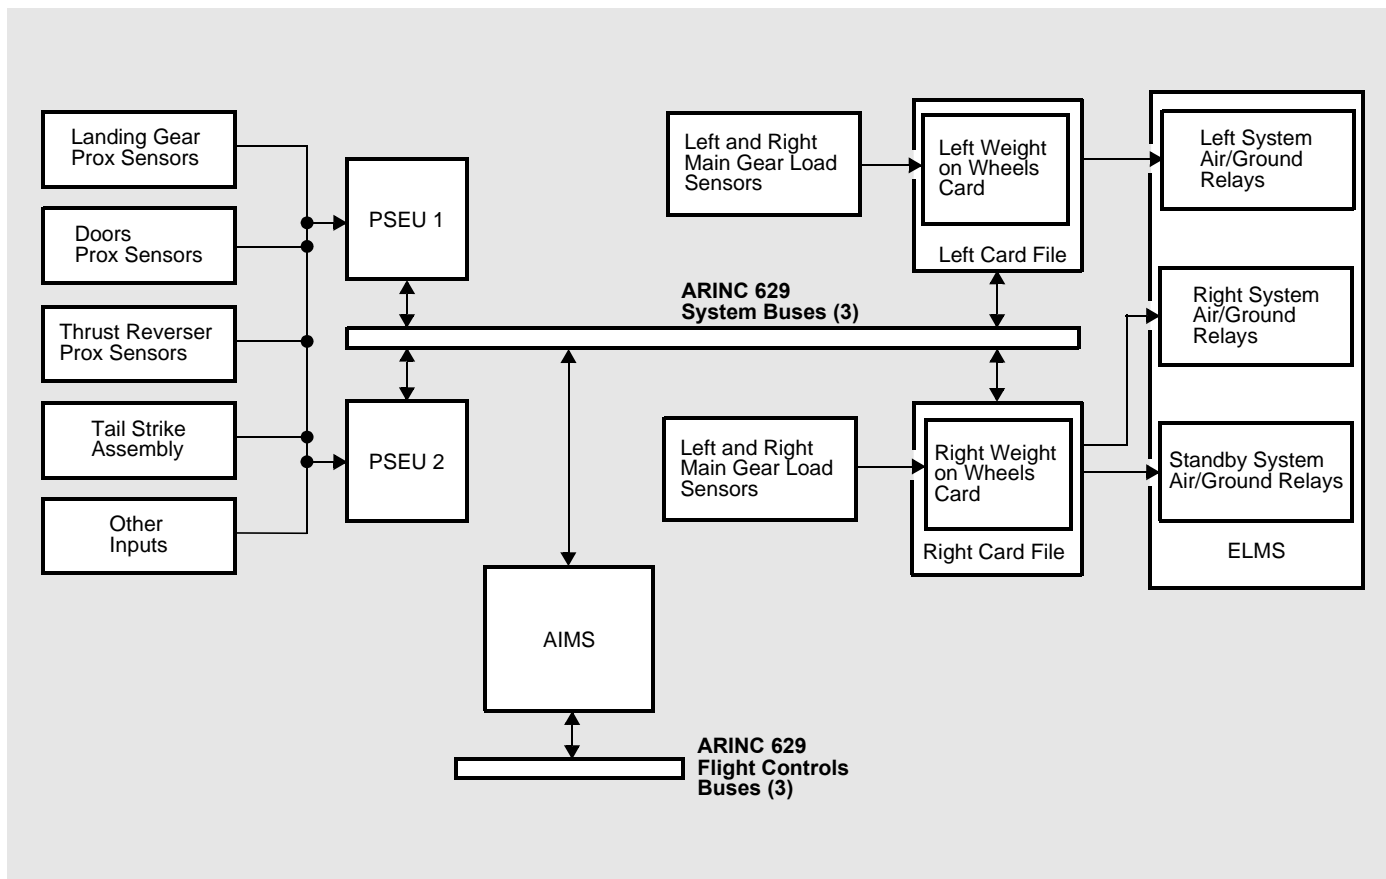 Landing Gear
Prox Sensors
Doors
Prox Sensors
Thrust Reverser
Prox Sensors
Tail Strike
Assembly
Other
Inputs
PSEU 1
PSEU 2
ARINC 629
System Buses (3)
AIMS
ARINC 629
Flight Controls
Buses (3)
Left and Right
Main Gear Load
Sensors
Left Weight
on Wheels
Card
Left Card File
Left and Right
Main Gear Load
Sensors
Right Weight
on Wheels
Card
Right Card File
Left System
Air/Ground
Relays
Right System
Air/Ground
Relays
Standby System
Air/Ground Relays
ELMS